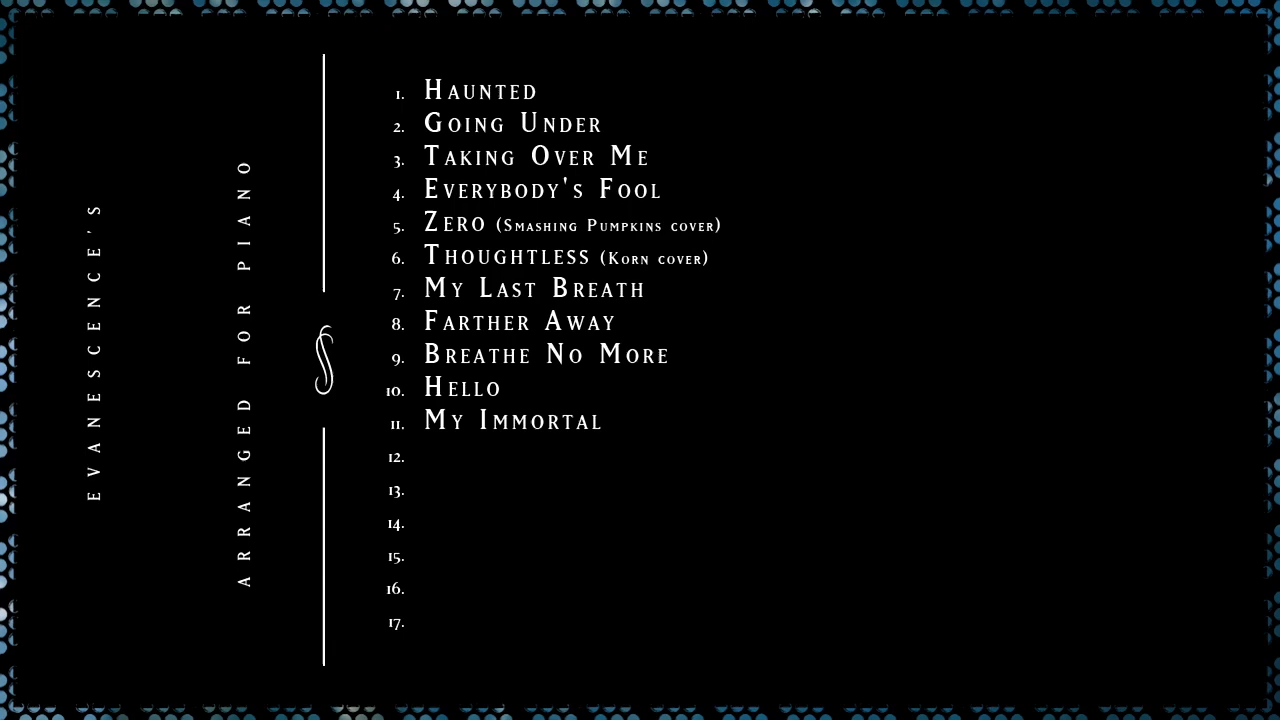 EVANESCENCE'S
ARRANGED FOR PIANO
1. HAUNTED
2. GOING UNDER
3. TAKING OVER ME
4. EVERYBODY'S FOOL
5. ZERO (SMASHING PUMPKINS COVER)
6. THOUGHTLESS (KORN COVER)
7. MY LAST BREATH
8. FARTHER AWAY
9. BREATHE NO MORE
10. HELLO
11. MY IMMORTAL
12.
13.
14.
15.
16.
17.